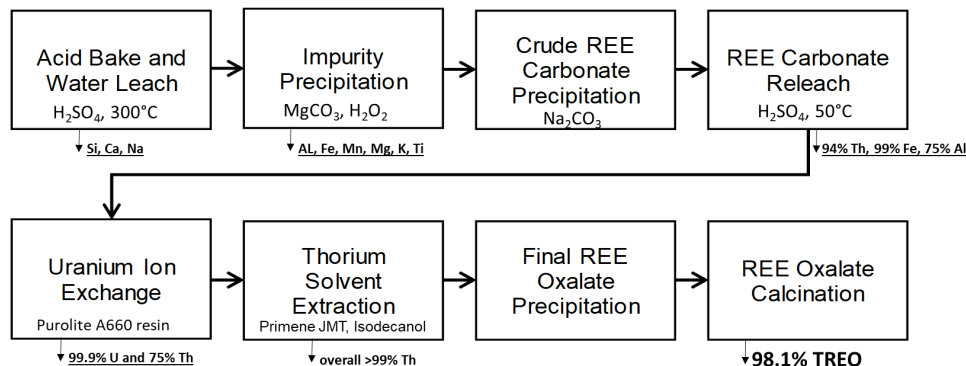 Acid Bake and
Water Leach
H₂SO₄, 300°C
Si, Ca, Na
Impurity
Precipitation
MgCO₃, H₂O₂
AL, Fe, Mn, Mg, K, Ti
Crude REE
Carbonate
Precipitation
Na₂CO₃
REE Carbonate
Releach
H₂SO₄, 50°C
94% Th, 99% Fe, 75% Al
Uranium Ion
Exchange
Purolite A660 resin
99.9% U and 75% Th
Thorium
Solvent
Extraction
Primene JMT, Isodecanol
overall >99% Th
Final REE
Oxalate
Precipitation
REE Oxalate
Calcination
98.1% TREO